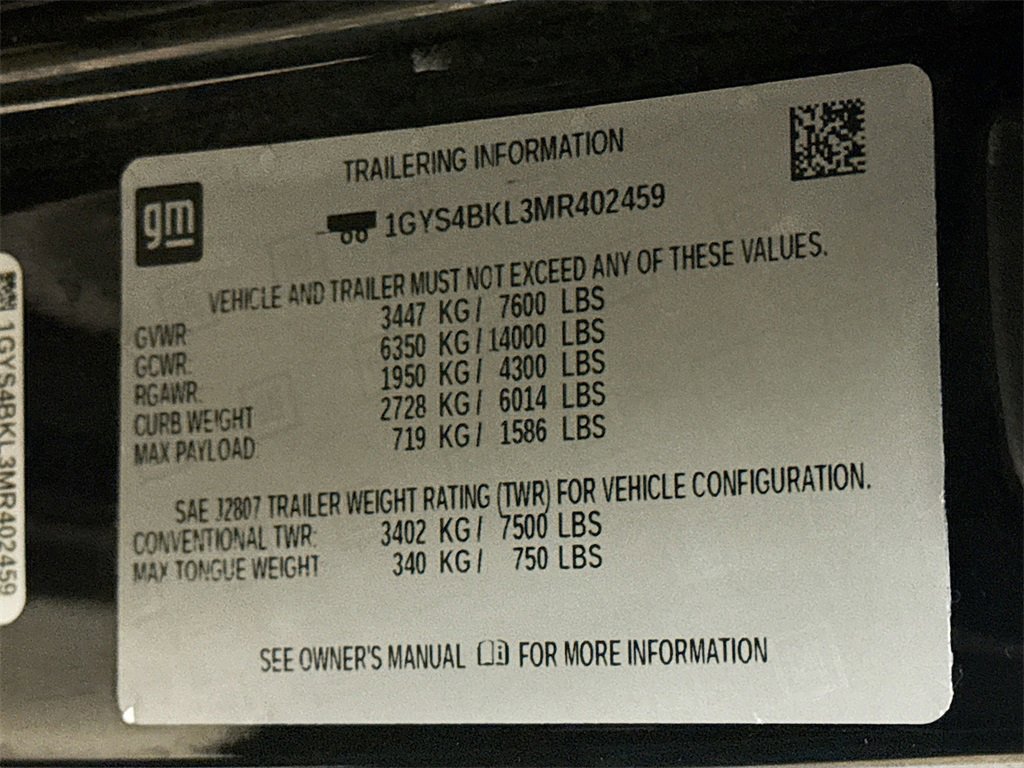 gm
TRAILERING INFORMATION
1GYS4BKL3MR402459
VEHICLE AND TRAILER MUST NOT EXCEED ANY OF THESE VALUES.
GVWR 3447 KG/ 7600 LBS
GCWR 6350 KG/ 14000 LBS
RGAWR 1950 KG/ 4300 LBS
CURB WEIGHT 2728 KG/ 6014 LBS
MAX PAYLOAD 719 KG/ 1586 LBS
SAE J2807 TRAILER WEIGHT RATING (TWR) FOR VEHICLE CONFIGURATION.
CONVENTIONAL TWR: 3402 KG/ 7500 LBS
MAX TONGUE WEIGHT 340 KG/ 750 LBS
SEE OWNER'S MANUAL FOR MORE INFORMATION
1GYS4BKL3MR402459